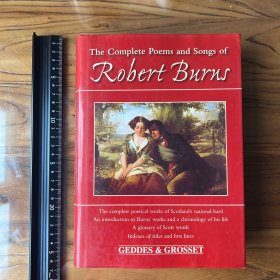 The Complete Poems and Songs of
Robert Burns
The complete poetical works of Scotland's national bard
An introduction to Burns' works and a chronology of his life
A glossary of Scots words
Indexes of titles and first lines
GEDDES & GROSSET